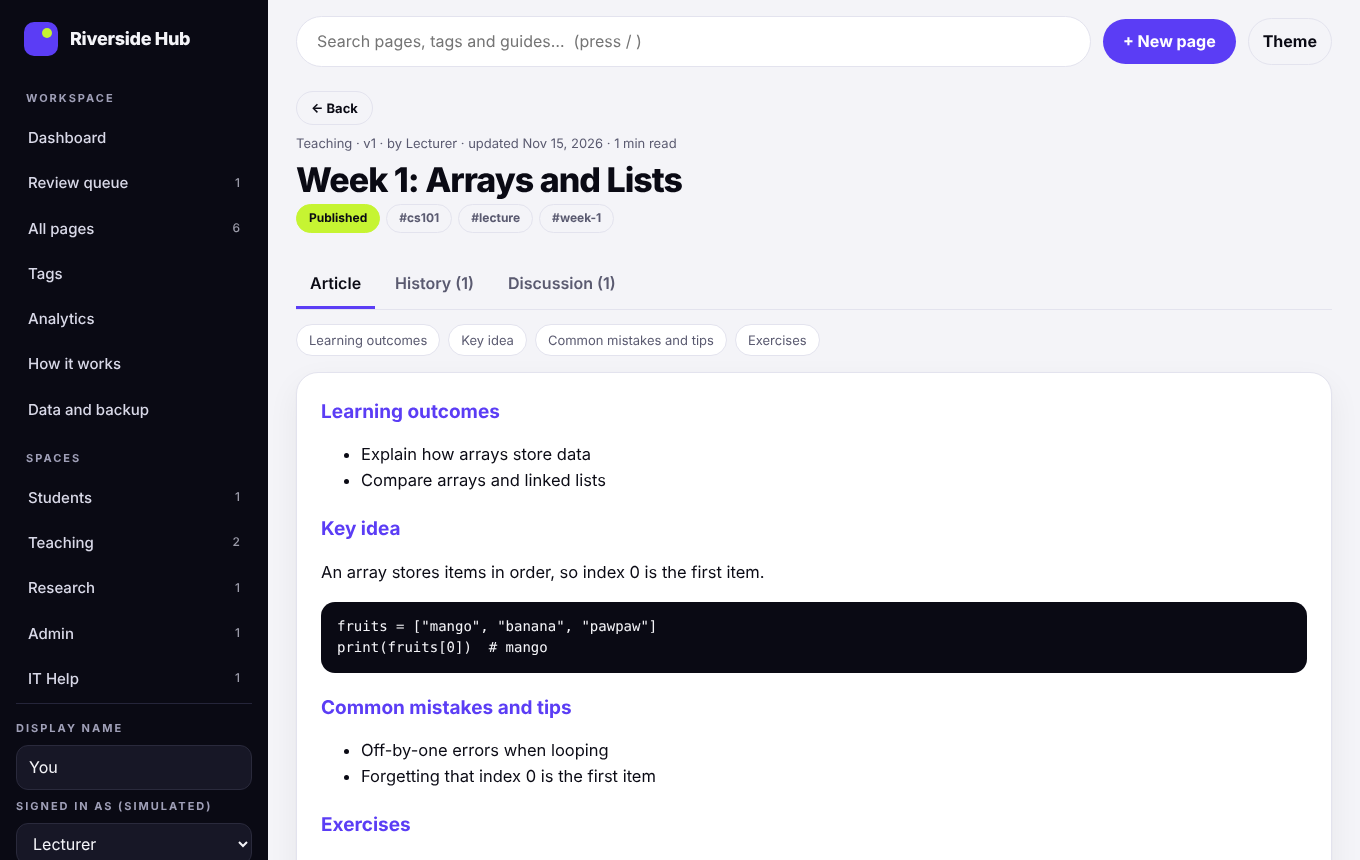 Riverside Hub
WORKSPACE
Dashboard
Review queue 1
All pages 6
Tags
Analytics
How it works
Data and backup
SPACES
Students 1
Teaching 2
Research 1
Admin 1
IT Help 1
DISPLAY NAME
You
SIGNED IN AS (SIMULATED)
Lecturer
Search pages, tags and guides... (press / )
+ New page
Theme
← Back
Teaching · v1 · by Lecturer · updated Nov 15, 2026 · 1 min read
Week 1: Arrays and Lists
Published #cs101 #lecture #week-1
Article History (1) Discussion (1)
Learning outcomes Key idea Common mistakes and tips Exercises
Learning outcomes
• Explain how arrays store data
• Compare arrays and linked lists
Key idea
An array stores items in order, so index 0 is the first item.
fruits = ["mango", "banana", "pawpaw"]
print(fruits[0])  # mango
Common mistakes and tips
• Off-by-one errors when looping
• Forgetting that index 0 is the first item
Exercises